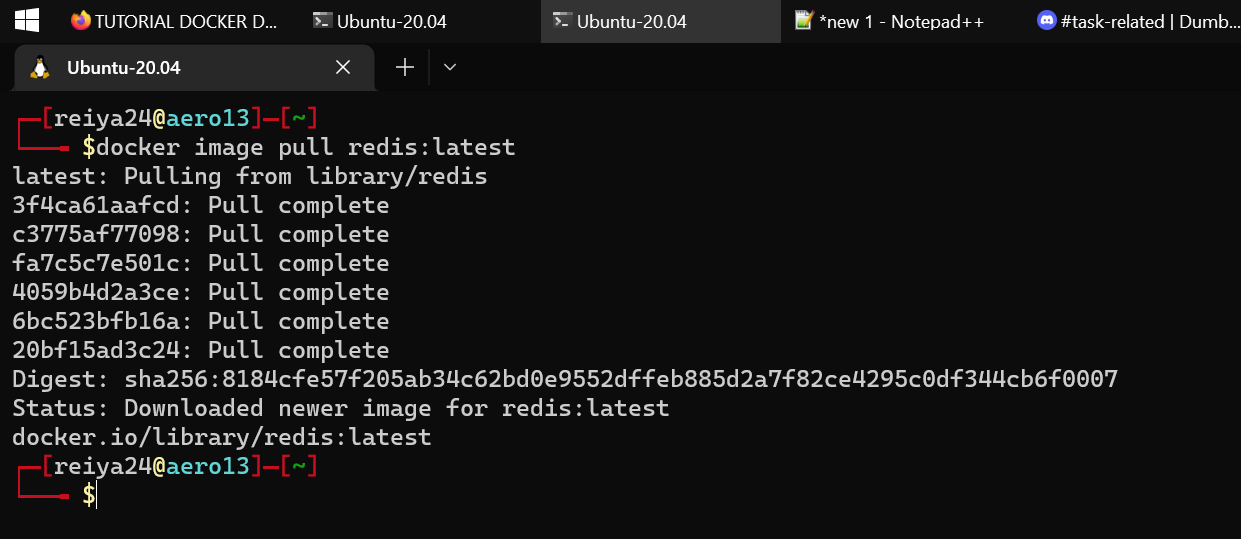 TUTORIAL DOCKER D...
Ubuntu-20.04
Ubuntu-20.04
*new 1 - Notepad++
#task-related | Dumb...
Ubuntu-20.04
[reiya24@aero13]─[~]
$docker image pull redis:latest
latest: Pulling from library/redis
3f4ca61aafcd: Pull complete
c3775af77098: Pull complete
fa7c5c7e501c: Pull complete
4059b4d2a3ce: Pull complete
6bc523bfb16a: Pull complete
20bf15ad3c24: Pull complete
Digest: sha256:8184cfe57f205ab34c62bd0e9552dffeb885d2a7f82ce4295c0df344cb6f0007
Status: Downloaded newer image for redis:latest
docker.io/library/redis:latest
[reiya24@aero13]─[~]
$